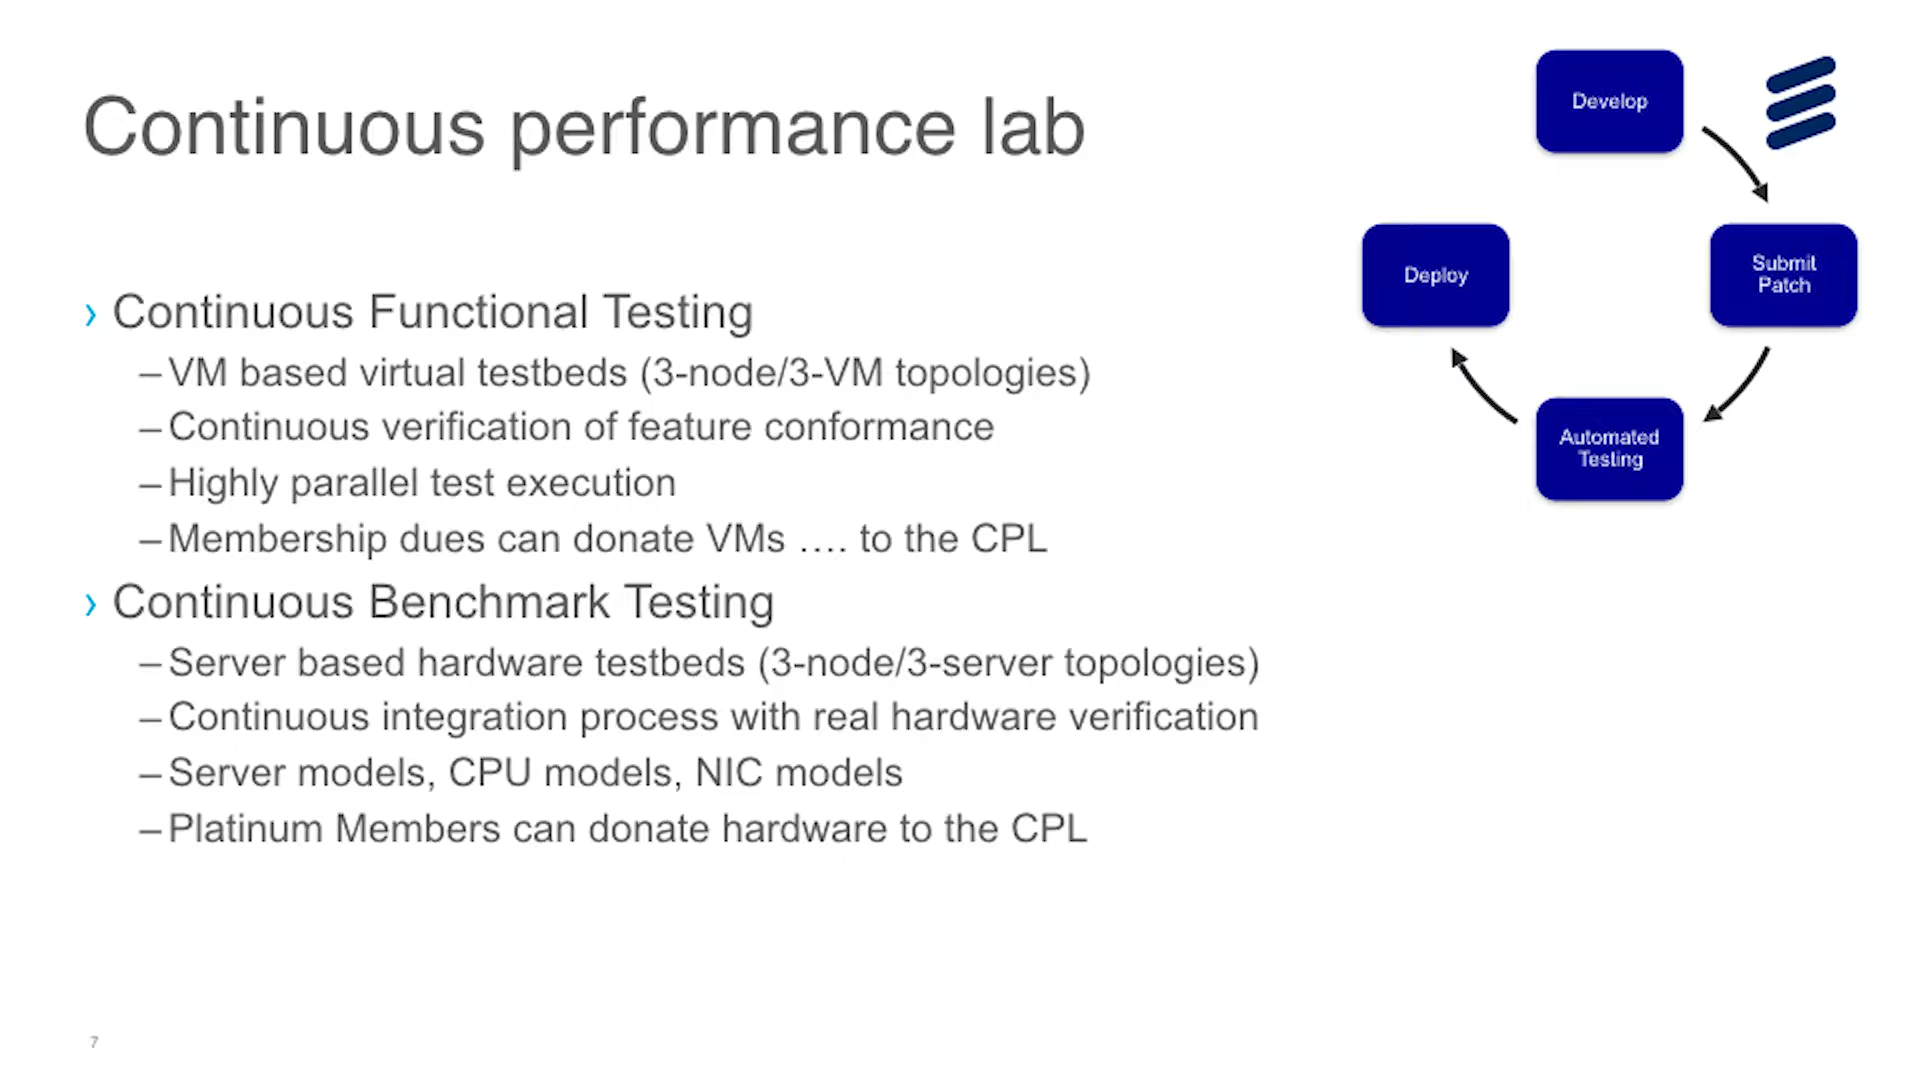 Continuous performance lab
› Continuous Functional Testing
– VM based virtual testbeds (3-node/3-VM topologies)
– Continuous verification of feature conformance
– Highly parallel test execution
– Membership dues can donate VMs .... to the CPL
› Continuous Benchmark Testing
– Server based hardware testbeds (3-node/3-server topologies)
– Continuous integration process with real hardware verification
– Server models, CPU models, NIC models
– Platinum Members can donate hardware to the CPL
Develop
Submit
Patch
Automated
Testing
Deploy
7